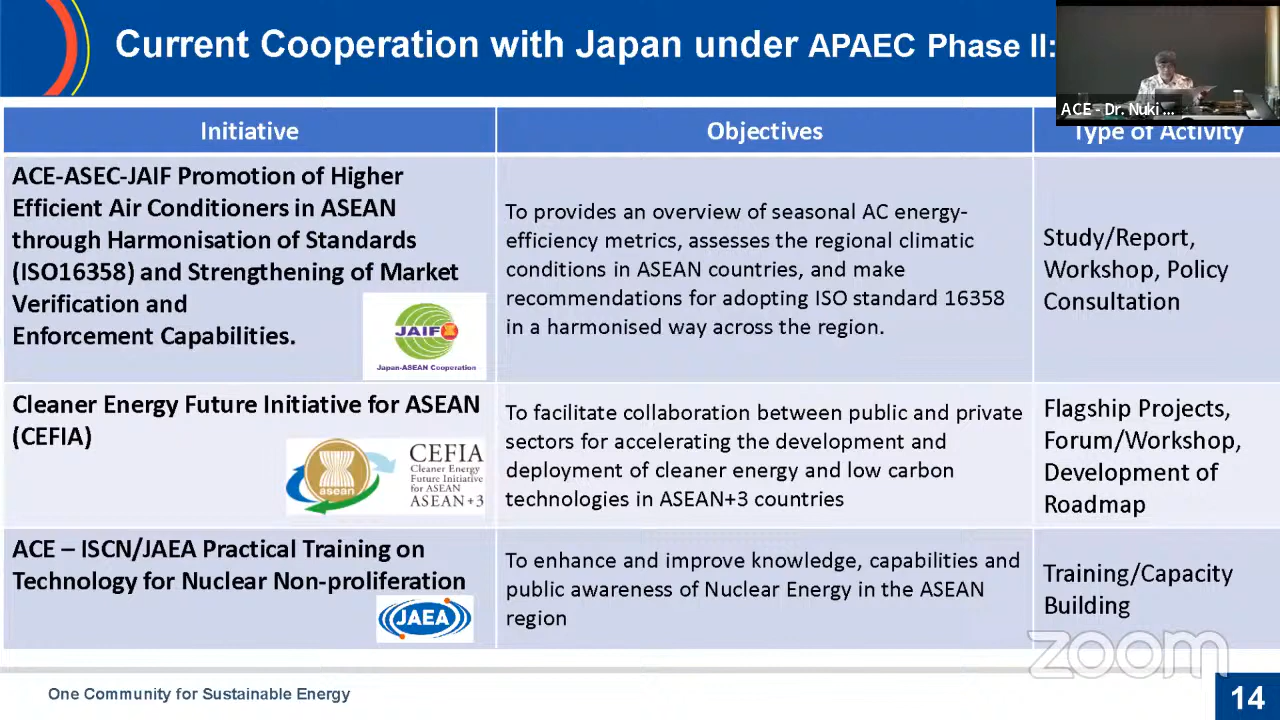 Current Cooperation with Japan under APAEC Phase II:
ACE - Dr. Nuki ...
Initiative
Objectives
Type of Activity
ACE-ASEC-JAIF Promotion of Higher
Efficient Air Conditioners in ASEAN
through Harmonisation of Standards
(ISO16358) and Strengthening of Market
Verification and
Enforcement Capabilities.
JAIF
Japan-ASEAN Cooperation
To provides an overview of seasonal AC energy-
efficiency metrics, assesses the regional climatic
conditions in ASEAN countries, and make
recommendations for adopting ISO standard 16358
in a harmonised way across the region.
Study/Report,
Workshop, Policy
Consultation
Cleaner Energy Future Initiative for ASEAN
(CEFIA)
asean
CEFIA
Cleaner Energy
Future Initiative
for ASEAN
ASEAN+3
To facilitate collaboration between public and private
sectors for accelerating the development and
deployment of cleaner energy and low carbon
technologies in ASEAN+3 countries
Flagship Projects,
Forum/Workshop,
Development of
Roadmap
ACE – ISCN/JAEA Practical Training on
Technology for Nuclear Non-proliferation
JAEA
To enhance and improve knowledge, capabilities and
public awareness of Nuclear Energy in the ASEAN
region
Training/Capacity
Building
zoom
One Community for Sustainable Energy
14